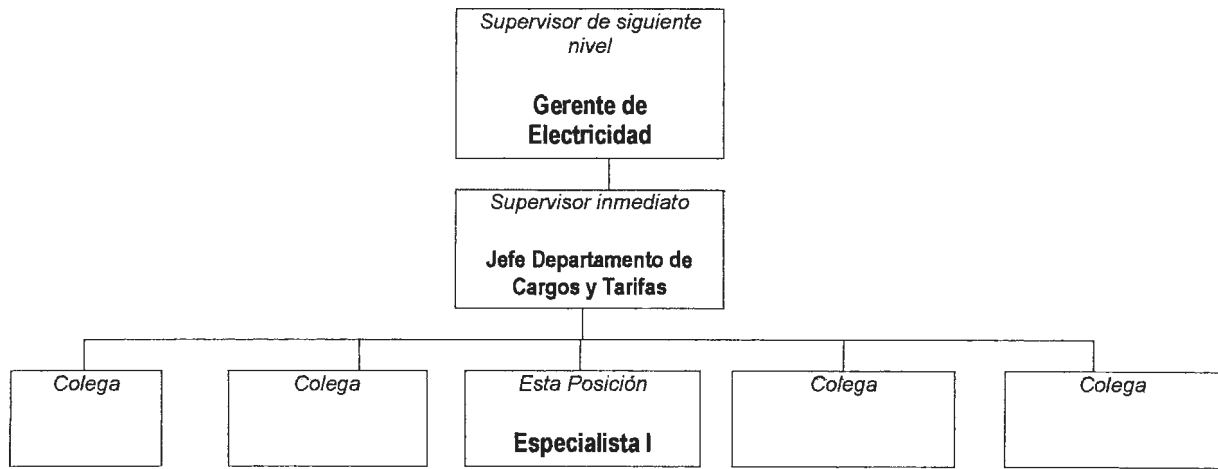 Supervisor de siguiente
nivel
Gerente de
Electricidad
Supervisor inmediato
Jefe Departamento de
Cargos y Tarifas
Colega
Colega
Esta Posición
Especialista I
Colega
Colega